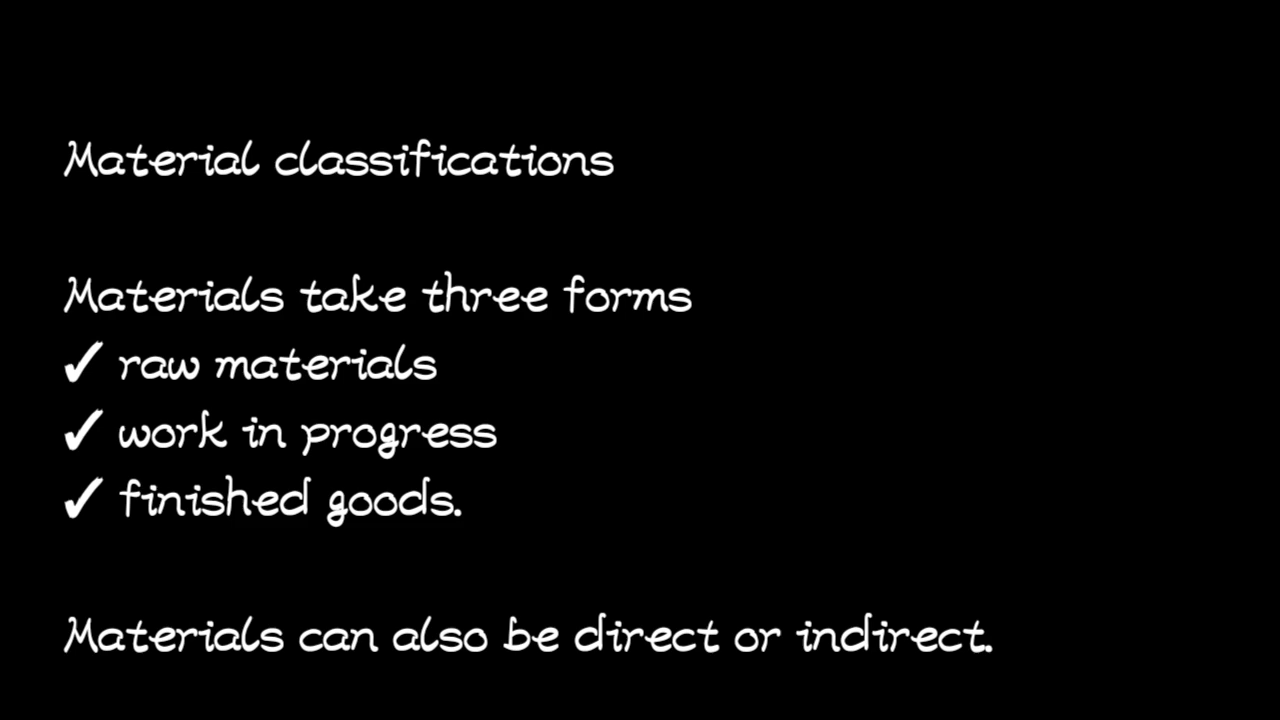 Material classifications
Materials take three forms
✓ raw materials
✓ work in progress
✓ finished goods.
Materials can also be direct or indirect.